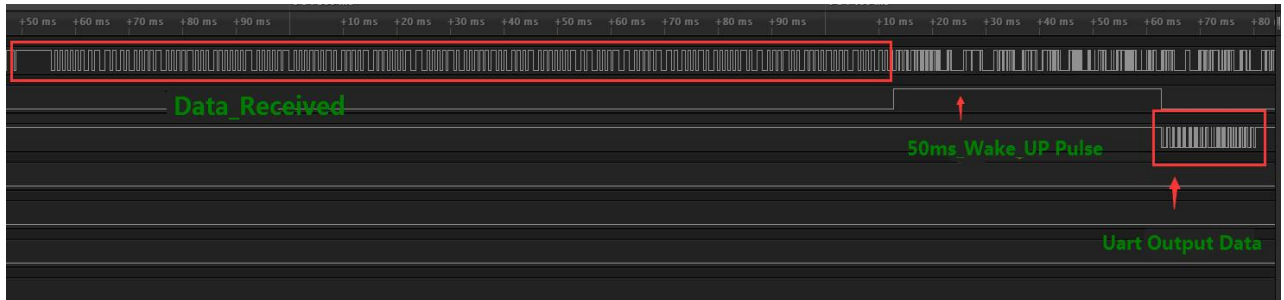 +50 ms +60 ms +70 ms +80 ms +90 ms +10 ms +20 ms +30 ms +40 ms +50 ms +60 ms +70 ms +80 ms +90 ms +10 ms +20 ms +30 ms +40 ms +50 ms +60 ms +70 ms +80
Data_Received
50ms_Wake_UP Pulse
Uart Output Data